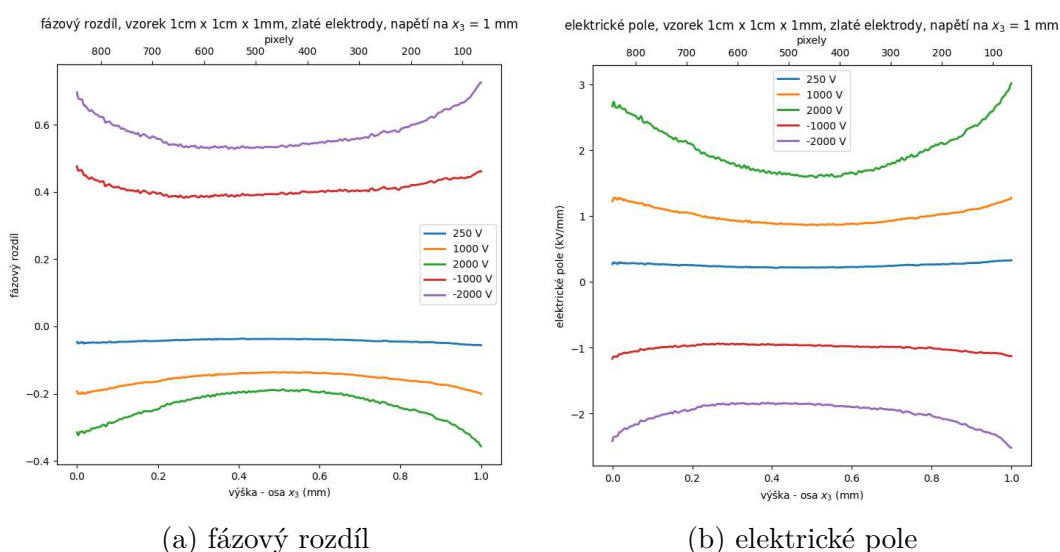 fázový rozdíl, vzorek 1cm x 1cm x 1mm, zlaté elektrody, napětí na x₃ = 1 mm
pixely
800 700 600 500 400 300 200 100
0.6
0.4
0.2
0.0
−0.2
−0.4
fázový rozdíl
250 V
1000 V
2000 V
-1000 V
-2000 V
0.0 0.2 0.4 0.6 0.8 1.0
výška - osa x₃ (mm)
(a) fázový rozdíl
elektrické pole, vzorek 1cm x 1cm x 1mm, zlaté elektrody, napětí na x₃ = 1 mm
pixely
800 700 600 500 400 300 200 100
3
2
1
0
−1
−2
elektrické pole (kV/mm)
250 V
1000 V
2000 V
-1000 V
-2000 V
0.0 0.2 0.4 0.6 0.8 1.0
výška - osa x₃ (mm)
(b) elektrické pole